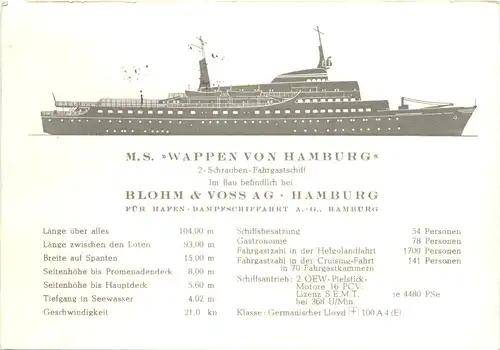 M.S. »WAPPEN VON HAMBURG«
2-Schrauben-Fahrgastschiff
Im Bau befindlich bei
BLOHM & VOSS AG · HAMBURG
FÜR HAFEN-DAMPFSCHIFFAHRT A.-G., HAMBURG
Länge über alles 104,00 m
Länge zwischen den Loten 93,00 m
Breite auf Spanten 15,00 m
Seitenhöhe bis Promenadendeck 8,00 m
Seitenhöhe bis Hauptdeck 5,60 m
Tiefgang in Seewasser 4,02 m
Geschwindigkeit 21,0 kn
Schiffsbesatzung 54 Personen
Gastronomie 78 Personen
Fahrgastzahl in der Helgolandfahrt 1700 Personen
Fahrgastzahl in der Cruising-Fahrt 141 Personen
in 70 Fahrgastkammern
Schiffsantrieb: 2 OEW-Pielstick-
Motore 16 PCV.
Lizenz S.E.M.T. je 4480 PSe
bei 368 U/mif.
Klasse: Germanischer Lloyd 100 A 4 (E)